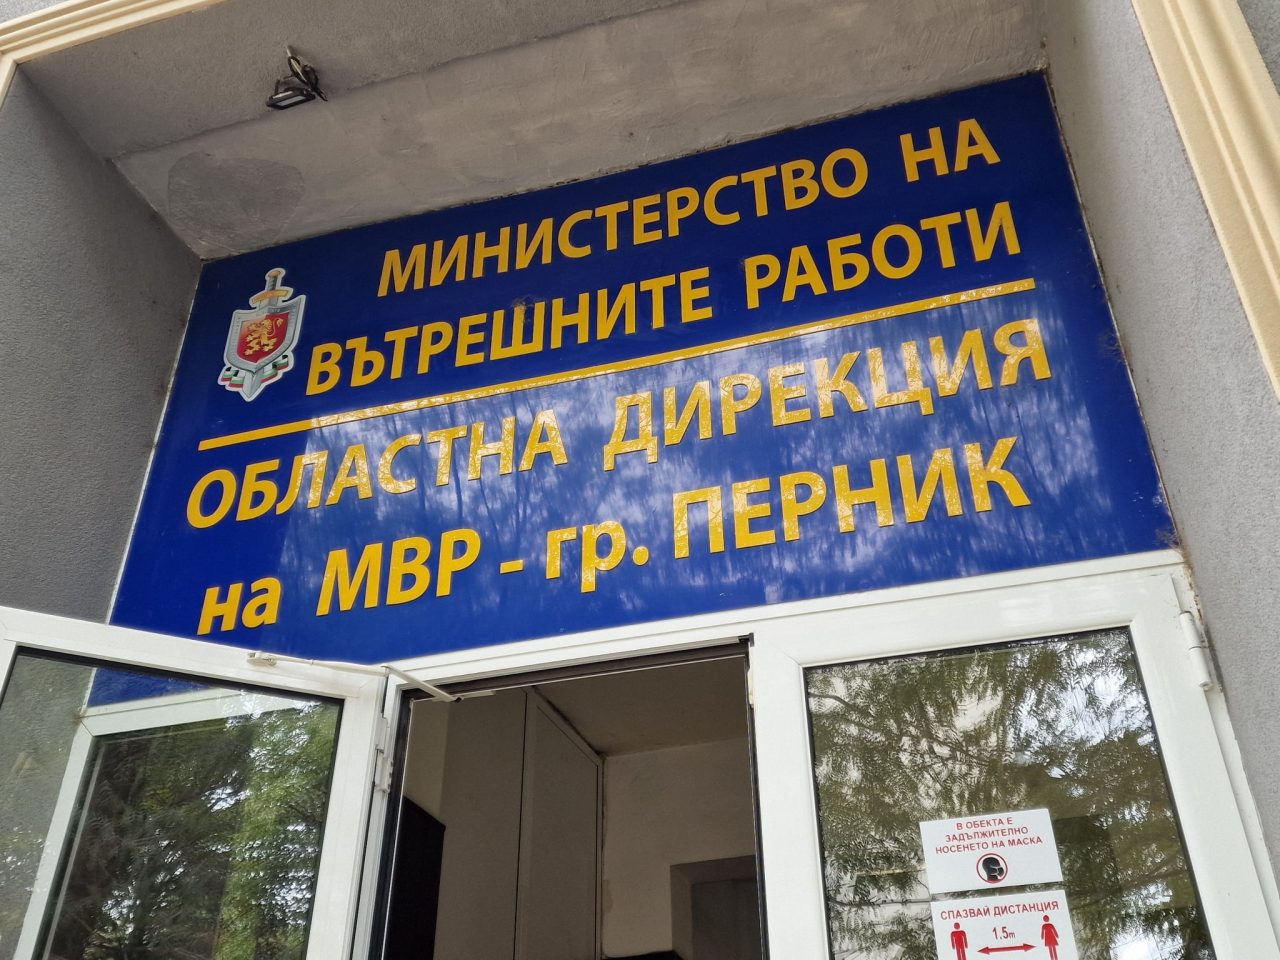 МИНИСТЕРСТВО НА
ВЪТРЕШНИТЕ РАБОТИ
ОБЛАСТНА ДИРЕКЦИЯ
на МВР - гр. ПЕРНИК
В ОБЕКТА Е
ЗАДЪЛЖИТЕЛНО
НОСЕНЕТО НА МАСКА
СПАЗВАЙ ДИСТАНЦИЯ
1.5m